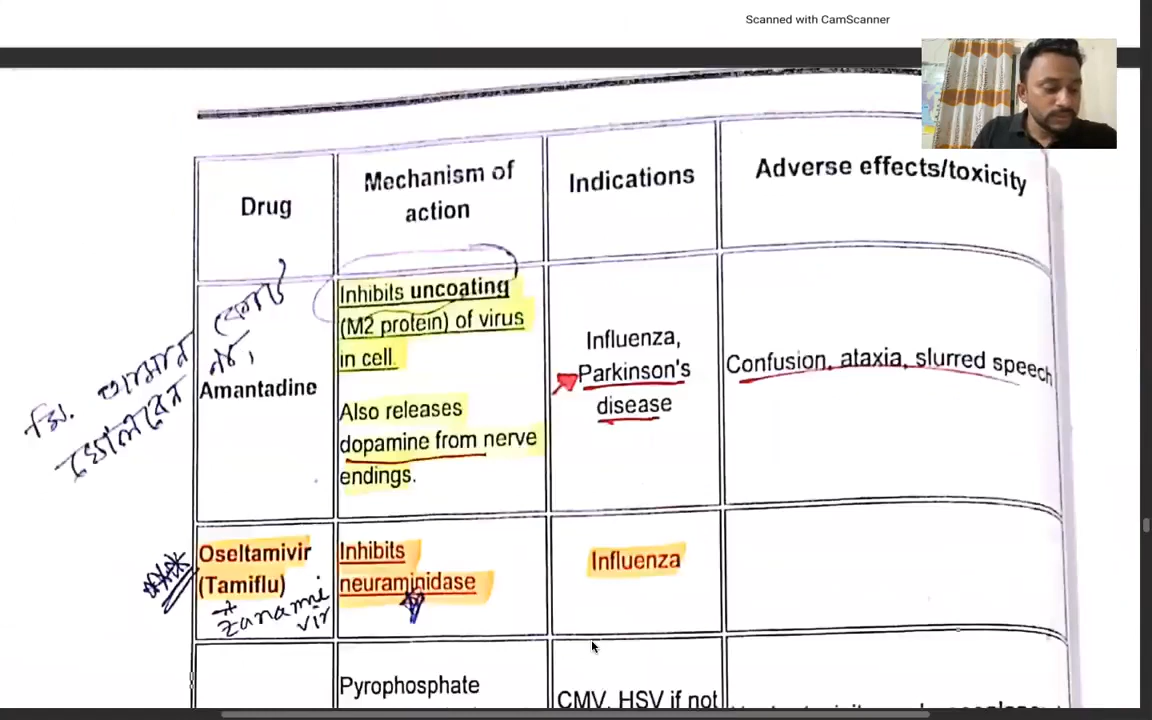 Scanned with CamScanner
Drug
Mechanism of
action
Indications
Adverse effects/toxicity
Amantadine
Inhibits uncoating
(M2 protein) of virus
in cell.
Also releases
dopamine from nerve
endings.
Influenza,
Parkinson's
disease
Confusion, ataxia, slurred speech
Oseltamivir
(Tamiflu)
+ zanami
vir
Inhibits
neuraminidase
Influenza
Pyrophosphate
CMV, HSV if not